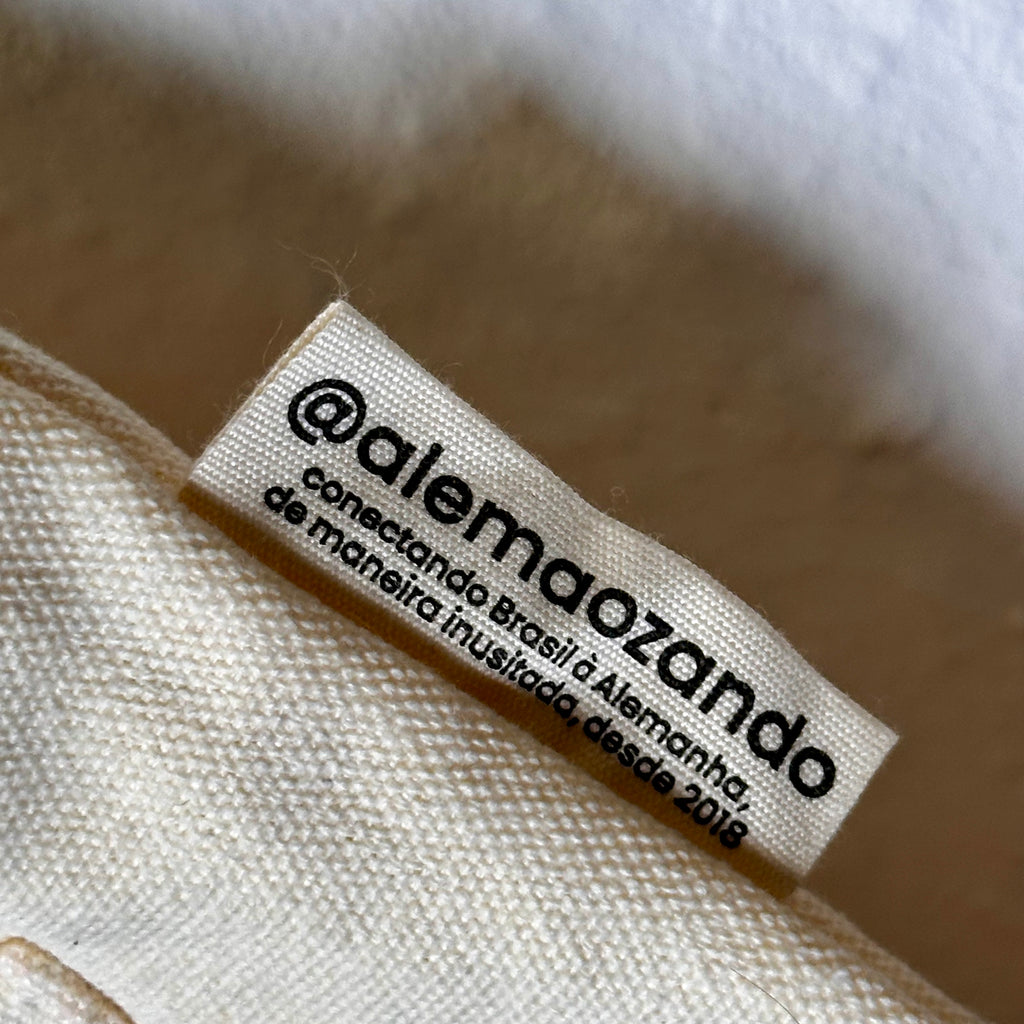 @alemaozando
conectando Brasil à Alemanha,
de maneira inusitada, desde 2018